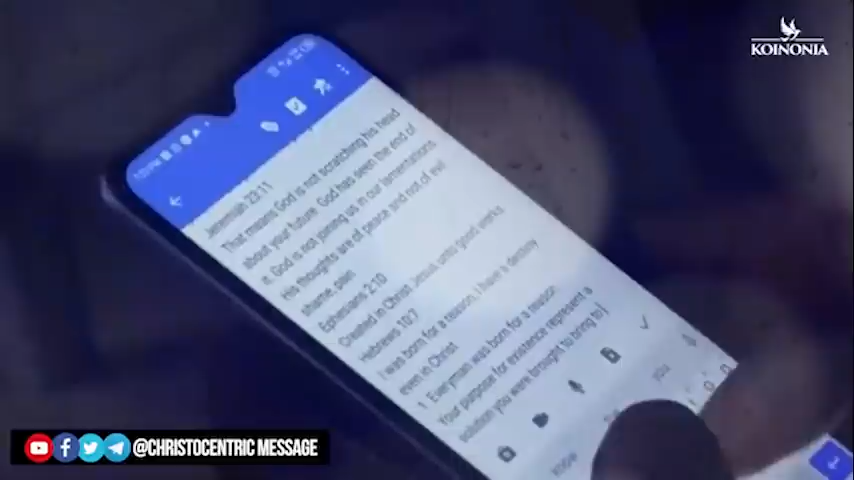 KOINONIA
Jeremiah 23:11
That means God is not scratching his head
about your future. God has seen the end of
it. God is not joining us in our lamentations
His thoughts are of peace and not of evil
shame, pain
Ephesians 2:10
Created in Christ Jesus unto good works
Hebrews 10:7
I was born for a reason, I have a destiny
even in Christ
1. Everyman was born for a reason
Your purpose for existence represent a
solution you were brought to bring to
know
you
@CHRISTOCENTRIC MESSAGE